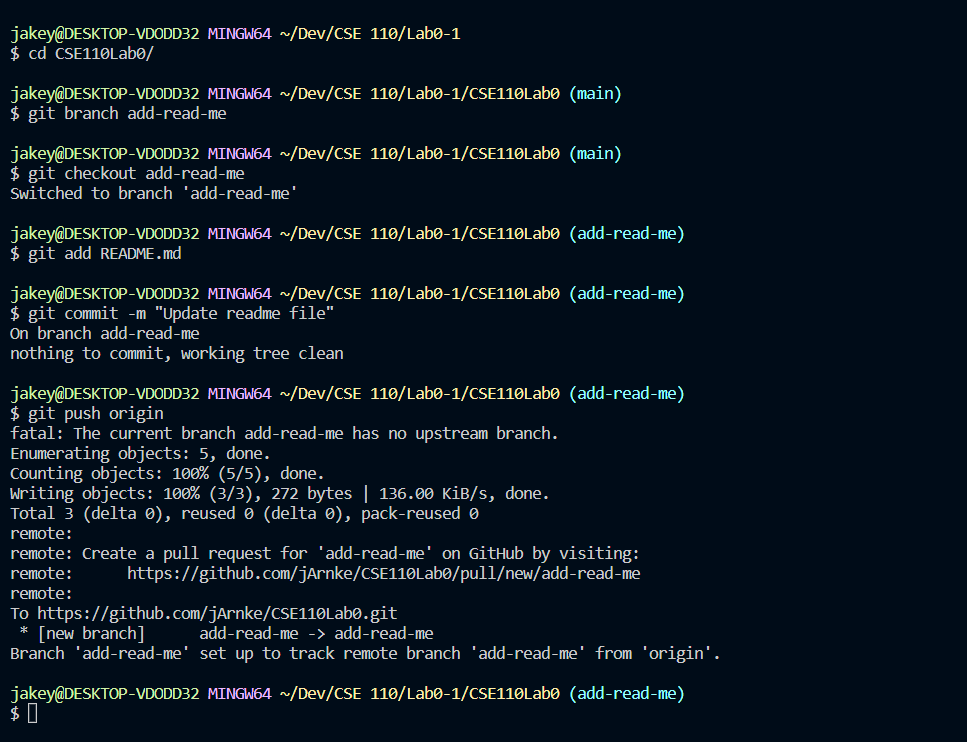 jakey@DESKTOP-VDODD32 MINGW64 ~/Dev/CSE 110/Lab0-1
$ cd CSE110Lab0/
jakey@DESKTOP-VDODD32 MINGW64 ~/Dev/CSE 110/Lab0-1/CSE110Lab0 (main)
$ git branch add-read-me
jakey@DESKTOP-VDODD32 MINGW64 ~/Dev/CSE 110/Lab0-1/CSE110Lab0 (main)
$ git checkout add-read-me
Switched to branch 'add-read-me'
jakey@DESKTOP-VDODD32 MINGW64 ~/Dev/CSE 110/Lab0-1/CSE110Lab0 (add-read-me)
$ git add README.md
jakey@DESKTOP-VDODD32 MINGW64 ~/Dev/CSE 110/Lab0-1/CSE110Lab0 (add-read-me)
$ git commit -m "Update readme file"
On branch add-read-me
nothing to commit, working tree clean
jakey@DESKTOP-VDODD32 MINGW64 ~/Dev/CSE 110/Lab0-1/CSE110Lab0 (add-read-me)
$ git push origin
fatal: The current branch add-read-me has no upstream branch.
Enumerating objects: 5, done.
Counting objects: 100% (5/5), done.
Writing objects: 100% (3/3), 272 bytes | 136.00 KiB/s, done.
Total 3 (delta 0), reused 0 (delta 0), pack-reused 0
remote:
remote: Create a pull request for 'add-read-me' on GitHub by visiting:
remote:      https://github.com/jArnke/CSE110Lab0/pull/new/add-read-me
remote:
To https://github.com/jArnke/CSE110Lab0.git
 * [new branch]      add-read-me -> add-read-me
Branch 'add-read-me' set up to track remote branch 'add-read-me' from 'origin'.
jakey@DESKTOP-VDODD32 MINGW64 ~/Dev/CSE 110/Lab0-1/CSE110Lab0 (add-read-me)
$